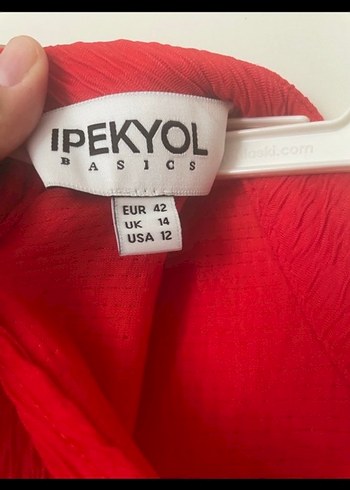 IPEKYOL
BASICS
EUR 42
UK 14
USA 12